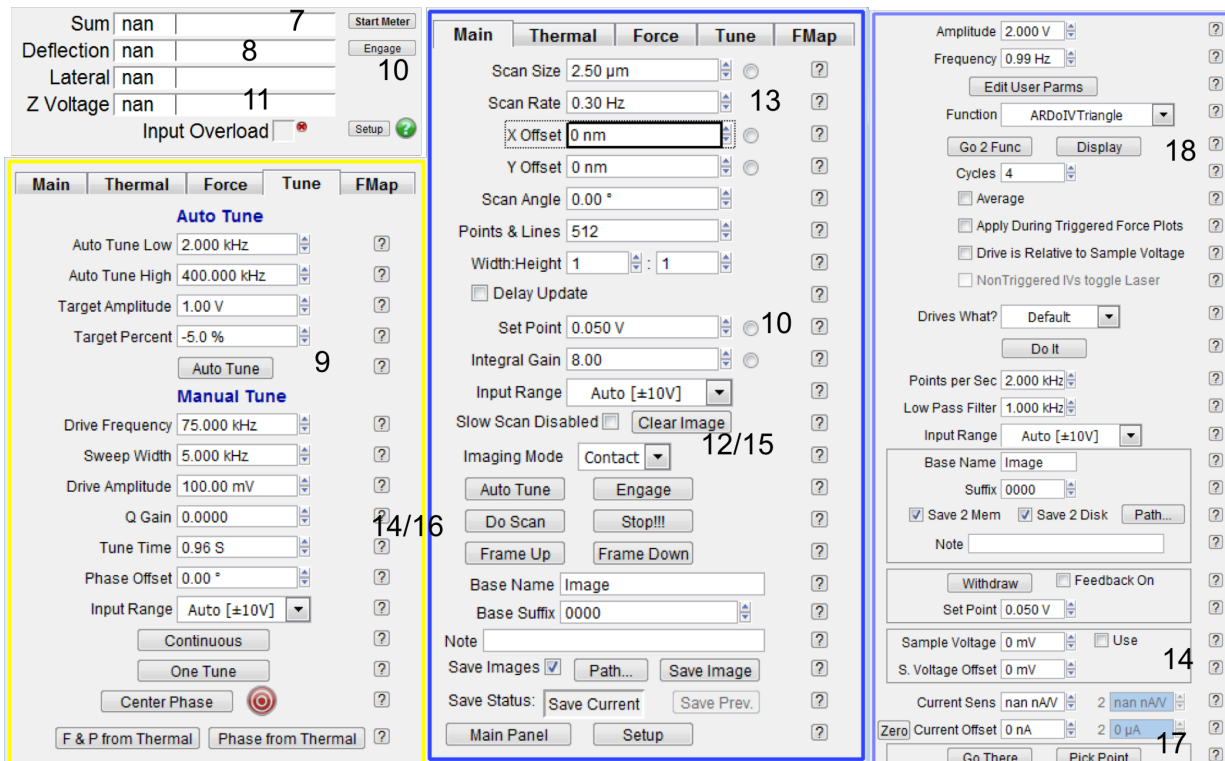 Sum nan 7 Start Meter
Deflection nan 8 Engage
Lateral nan 10
Z Voltage nan 11
Input Overload Setup ?
Main Thermal Force Tune FMap
Auto Tune
Auto Tune Low 2.000 kHz ?
Auto Tune High 400.000 kHz ?
Target Amplitude 1.00 V ?
Target Percent -5.0 % ?
Auto Tune 9 ?
Manual Tune
Drive Frequency 75.000 kHz ?
Sweep Width 5.000 kHz ?
Drive Amplitude 100.00 mV ?
Q Gain 0.0000 ? 14/16
Tune Time 0.96 S ?
Phase Offset 0.00 ° ?
Input Range Auto [±10V] ?
Continuous ?
One Tune ?
Center Phase ?
F & P from Thermal Phase from Thermal ?
Main Thermal Force Tune FMap
Scan Size 2.50 µm ?
Scan Rate 0.30 Hz 13 ?
X Offset 0 nm ?
Y Offset 0 nm ?
Scan Angle 0.00 ° ?
Points & Lines 512 ?
Width:Height 1 : 1 ?
Delay Update ?
Set Point 0.050 V 10 ?
Integral Gain 8.00 ?
Input Range Auto [±10V] ?
Slow Scan Disabled Clear Image ?
12/15
Imaging Mode Contact ?
Auto Tune Engage ?
Do Scan Stop!!! ?
Frame Up Frame Down ?
Base Name Image ?
Base Suffix 0000 ?
Note ?
Save Images Path... Save Image ?
Save Status: Save Current Save Prev. ?
Main Panel Setup ?
Amplitude 2.000 V ?
Frequency 0.99 Hz ?
Edit User Parms ?
Function ARDoIVTriangle ?
Go 2 Func Display 18 ?
Cycles 4 ?
Average ?
Apply During Triggered Force Plots ?
Drive is Relative to Sample Voltage ?
NonTriggered IVs toggle Laser ?
Drives What? Default ?
Do It ?
Points per Sec 2.000 kHz ?
Low Pass Filter 1.000 kHz ?
Input Range Auto [±10V] ?
Base Name Image ?
Suffix 0000 ?
Save 2 Mem Save 2 Disk Path... ?
Note ?
Withdraw Feedback On ?
Set Point 0.050 V ?
Sample Voltage 0 mV Use ?
14
S. Voltage Offset 0 mV ?
Current Sens nan nA/V 2 nan nA/V ?
Zero Current Offset 0 nA 2 0 µA ?
17
Go There Pick Point ?